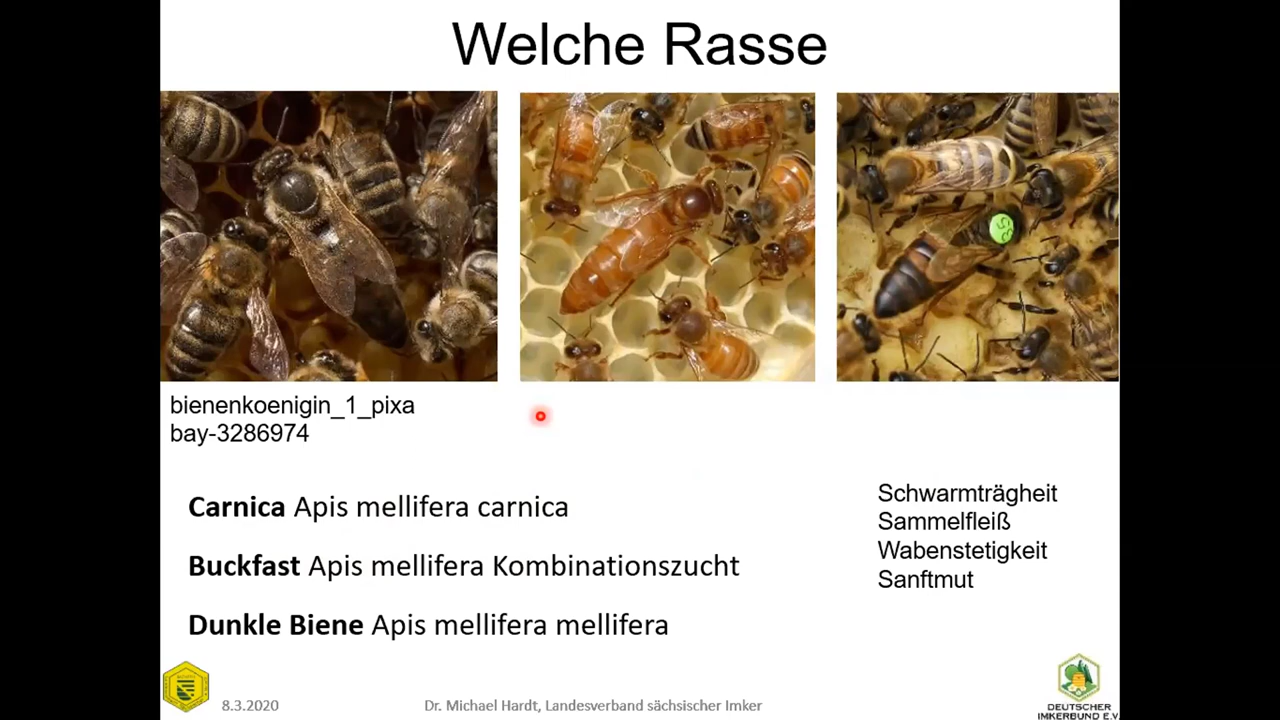 Welche Rasse
35
bienenkoenigin_1_pixa
bay-3286974
Carnica Apis mellifera carnica
Buckfast Apis mellifera Kombinationszucht
Dunkle Biene Apis mellifera mellifera
Schwarmträgheit
Sammelfleiß
Wabenstetigkeit
Sanftmut
8.3.2020
Dr. Michael Hardt, Landesverband sächsischer Imker
DEUTSCHER
IMKERBUND E.V